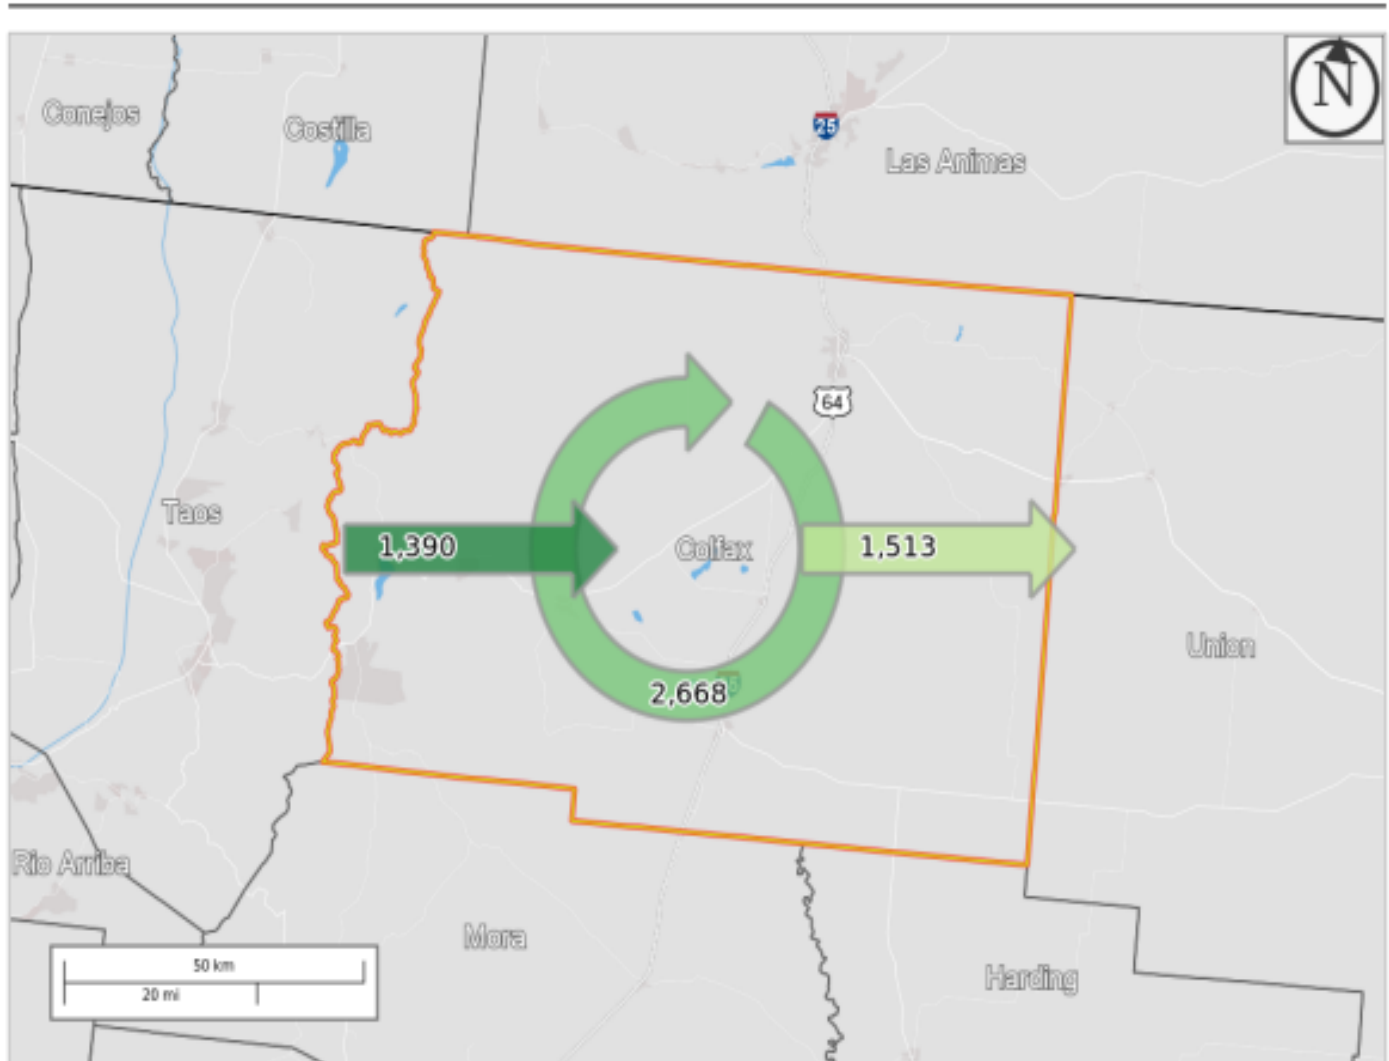 N
Conejos
Costilla
25
Las Animas
64
Taos
1,390
Colfax
1,513
Union
2,668
Rio Arriba
Mora
50 km
20 mi
Harding